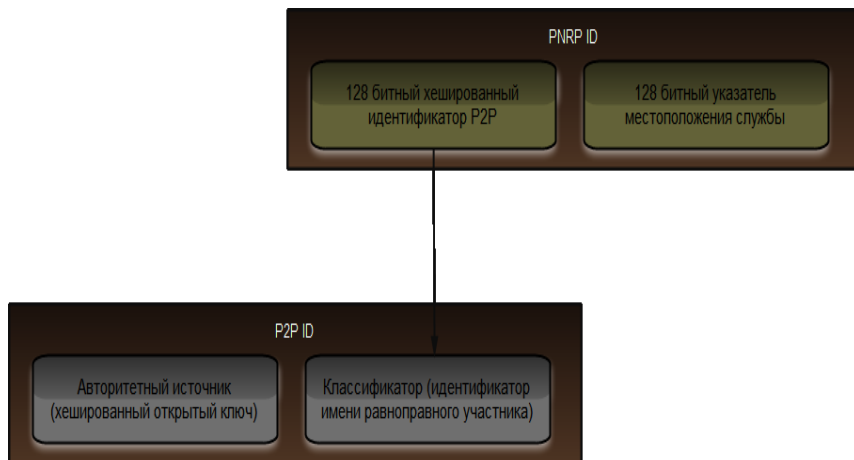 PNRP ID
128 битный хешированный
идентификатор P2P
128 битный указатель
местоположения службы
P2P ID
Авторитетный источник
(хешированный открытый ключ)
Классификатор (идентификатор
имени равноправного участника)